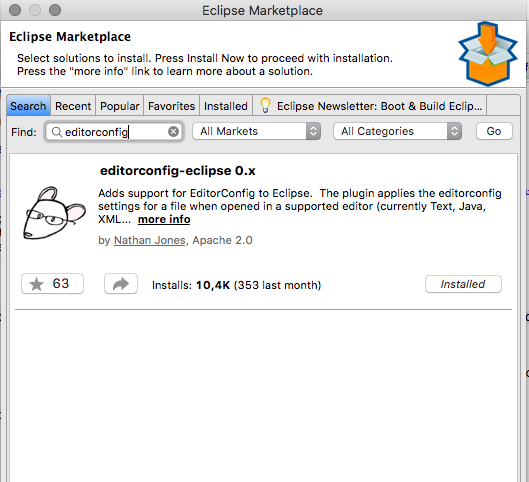 Eclipse Marketplace
Eclipse Marketplace
Select solutions to install. Press Install Now to proceed with installation.
Press the "more info" link to learn more about a solution.
Search Recent Popular Favorites Installed Eclipse Newsletter: Boot & Build Eclip...
Find: editorconfig All Markets All Categories Go
editorconfig-eclipse 0.x
Adds support for EditorConfig to Eclipse. The plugin applies the editorconfig
settings for a file when opened in a supported editor (currently Text, Java,
XML... more info
by Nathan Jones, Apache 2.0
63 Installs: 10,4K (353 last month) Installed